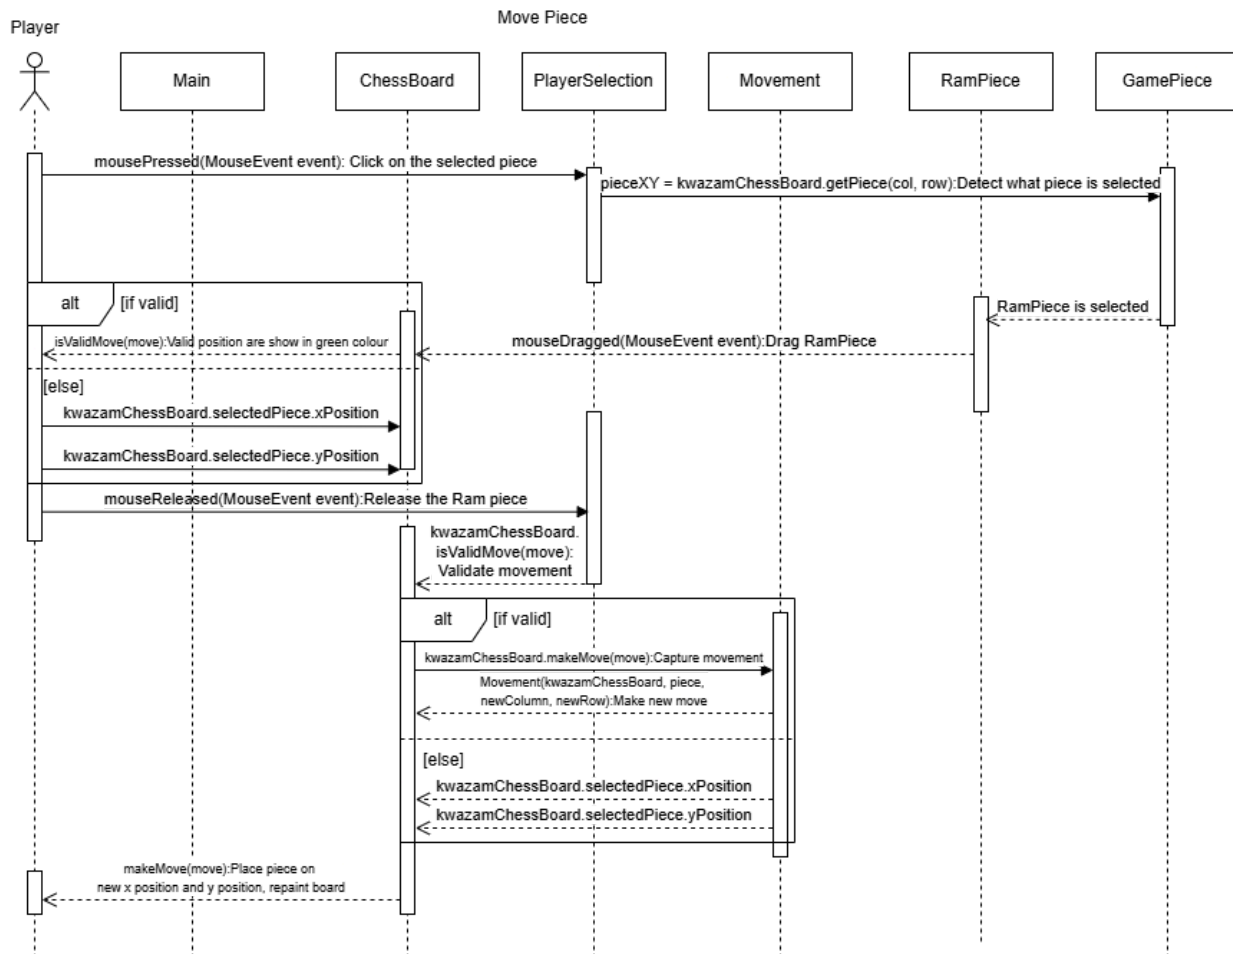 Move Piece
Player
Main
ChessBoard
PlayerSelection
Movement
RamPiece
GamePiece
mousePressed(MouseEvent event): Click on the selected piece
pieceXY = kwazamChessBoard.getPiece(col, row):Detect what piece is selected
alt
[if valid]
RamPiece is selected
isValidMove(move):Valid position are show in green colour
mouseDragged(MouseEvent event):Drag RamPiece
[else]
kwazamChessBoard.selectedPiece.xPosition
kwazamChessBoard.selectedPiece.yPosition
mouseReleased(MouseEvent event):Release the Ram piece
kwazamChessBoard.
isValidMove(move):
Validate movement
alt
[if valid]
kwazamChessBoard.makeMove(move):Capture movement
Movement(kwazamChessBoard, piece,
newColumn, newRow):Make new move
[else]
kwazamChessBoard.selectedPiece.xPosition
kwazamChessBoard.selectedPiece.yPosition
makeMove(move):Place piece on
new x position and y position, repaint board